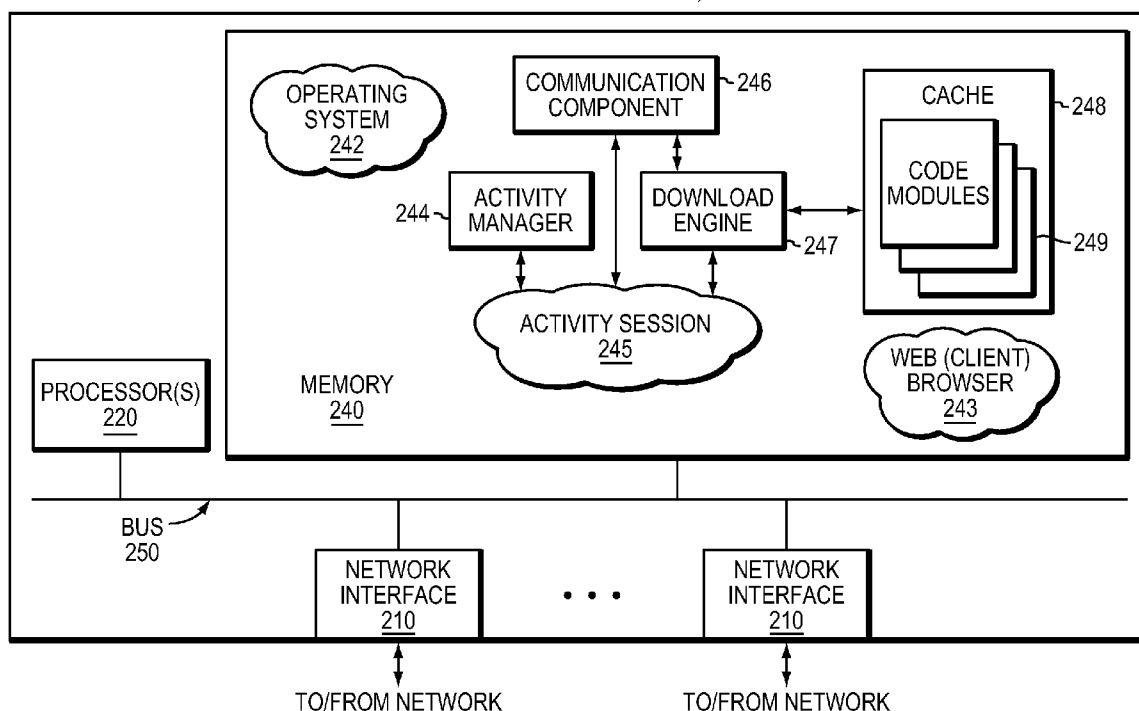 OPERATING
SYSTEM
242
COMMUNICATION
COMPONENT
246
CACHE
248
CODE
MODULES
249
244
ACTIVITY
MANAGER
DOWNLOAD
ENGINE
247
ACTIVITY SESSION
245
WEB (CLIENT)
BROWSER
243
MEMORY
240
PROCESSOR(S)
220
BUS
250
NETWORK
INTERFACE
210
• • •
NETWORK
INTERFACE
210
TO/FROM NETWORK
TO/FROM NETWORK